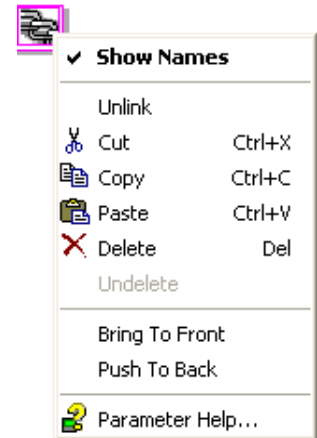 Show Names
Unlink
Cut Ctrl+X
Copy Ctrl+C
Paste Ctrl+V
Delete Del
Undelete
Bring To Front
Push To Back
Parameter Help...